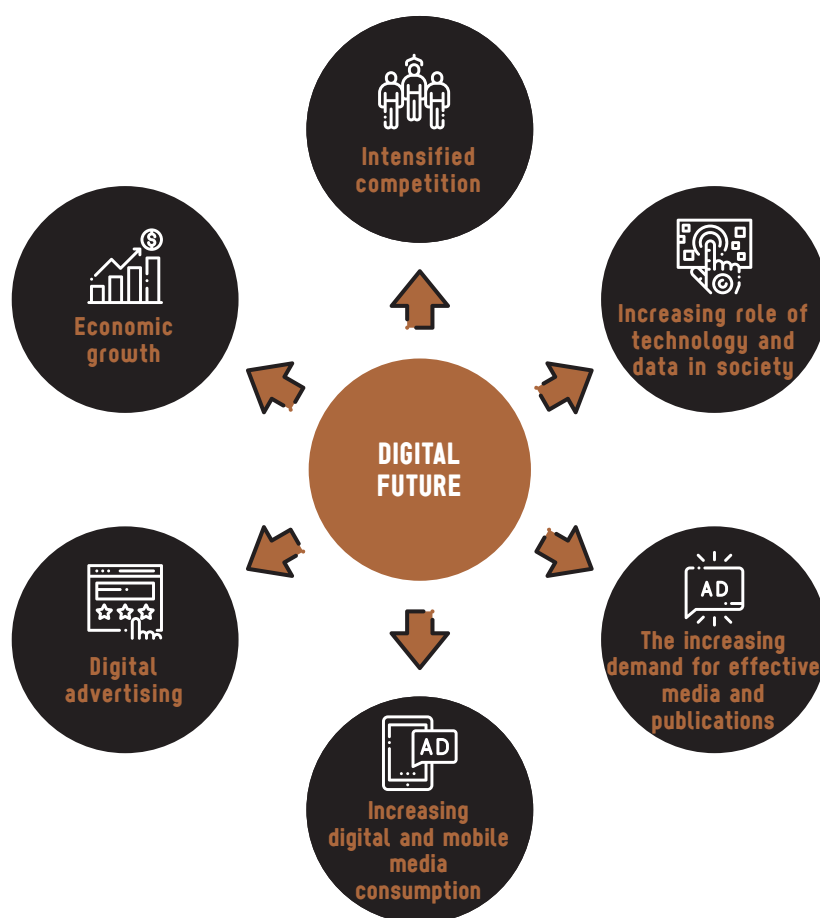 Intensified
competition
$
Economic
growth
Increasing role of
technology and
data in society
DIGITAL
FUTURE
Digital
advertising
AD
The increasing
demand for effective
media and
publications
AD
Increasing
digital and mobile
media
consumption